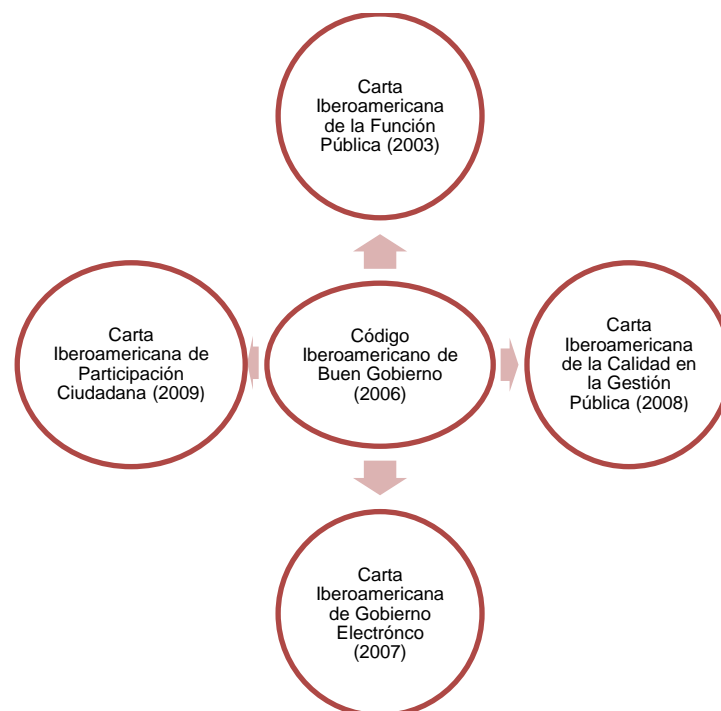 Carta
Iberoamericana
de la Función
Pública (2003)
Carta
Iberoamericana de
Participación
Ciudadana (2009)
Código
Iberoamericano de
Buen Gobierno
(2006)
Carta
Iberoamericana
de la Calidad en
la Gestión
Pública (2008)
Carta
Iberoamericana
de Gobierno
Electrónco
(2007)